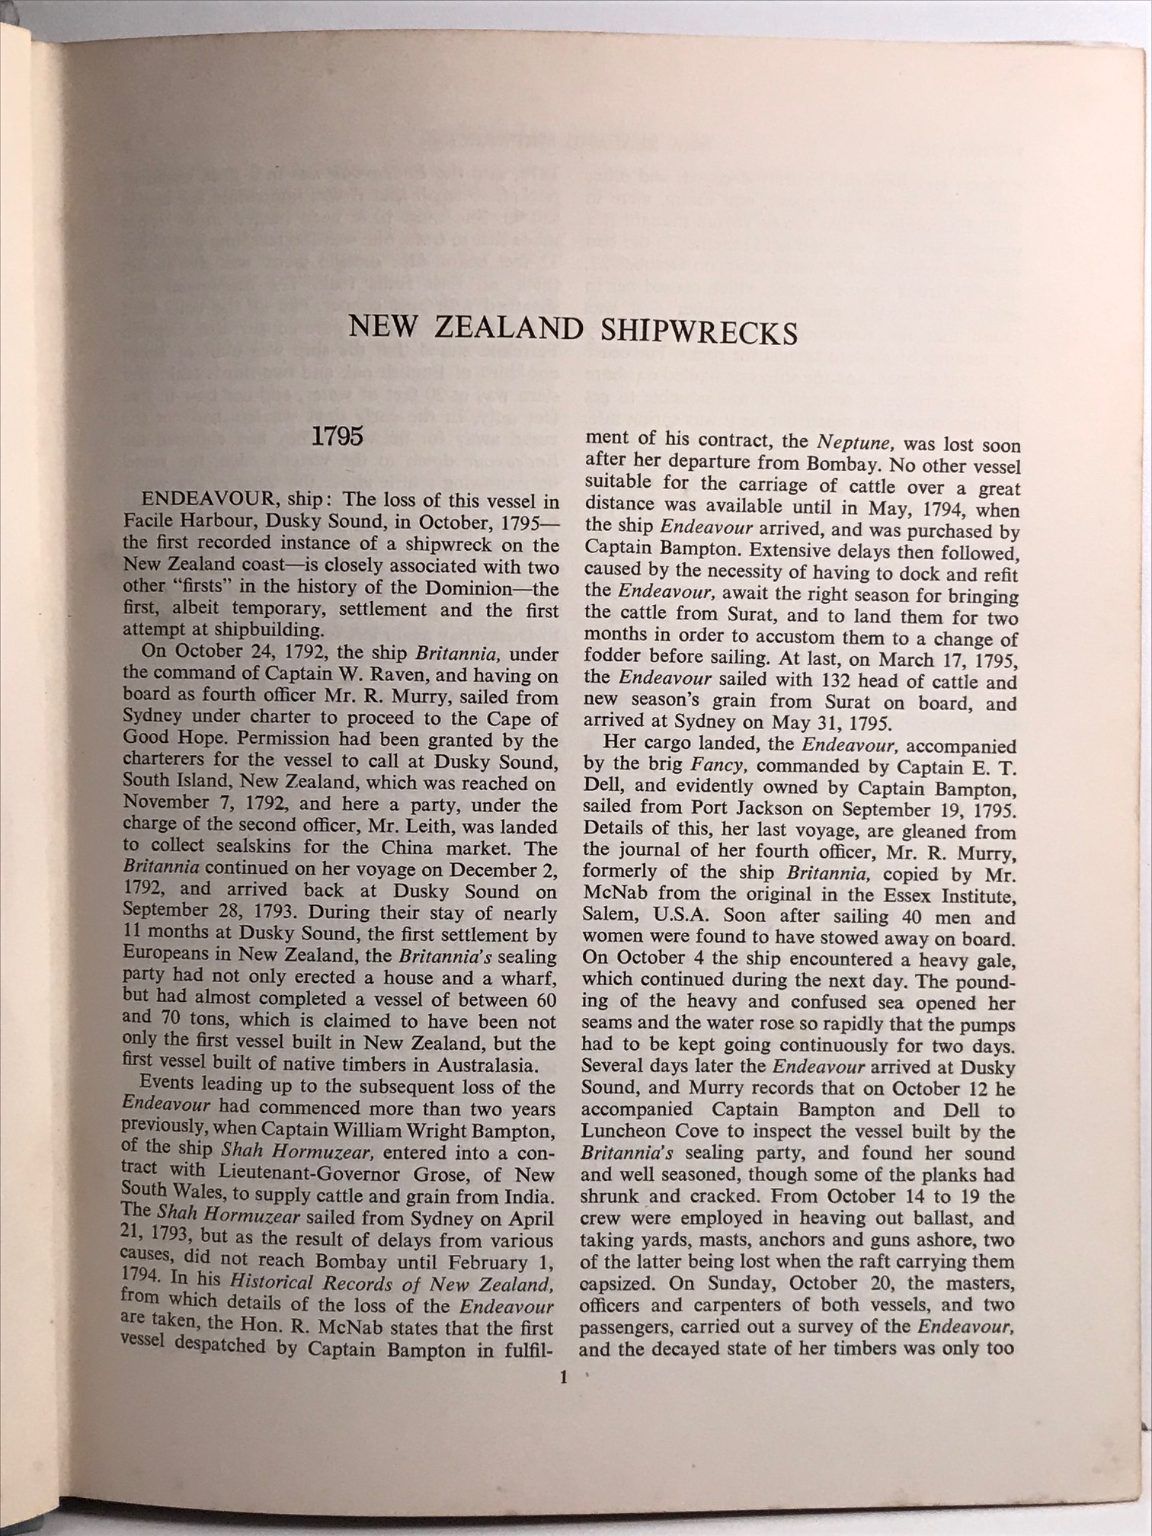 NEW ZEALAND SHIPWRECKS
1795
ENDEAVOUR, ship: The loss of this vessel in
Facile Harbour, Dusky Sound, in October, 1795—
the first recorded instance of a shipwreck on the
New Zealand coast—is closely associated with two
other “firsts” in the history of the Dominion—the
first, albeit temporary, settlement and the first
attempt at shipbuilding.
On October 24, 1792, the ship Britannia, under
the command of Captain W. Raven, and having on
board as fourth officer Mr. R. Murry, sailed from
Sydney under charter to proceed to the Cape of
Good Hope. Permission had been granted by the
charterers for the vessel to call at Dusky Sound,
South Island, New Zealand, which was reached on
November 7, 1792, and here a party, under the
charge of the second officer, Mr. Leith, was landed
to collect sealskins for the China market. The
Britannia continued on her voyage on December 2,
1792, and arrived back at Dusky Sound on
September 28, 1793. During their stay of nearly
11 months at Dusky Sound, the first settlement by
Europeans in New Zealand, the Britannia's sealing
party had not only erected a house and a wharf,
but had almost completed a vessel of between 60
and 70 tons, which is claimed to have been not
only the first vessel built in New Zealand, but the
first vessel built of native timbers in Australasia.
Events leading up to the subsequent loss of the
Endeavour had commenced more than two years
previously, when Captain William Wright Bampton,
of the ship Shah Hormuzear, entered into a con-
tract with Lieutenant-Governor Grose, of New
South Wales, to supply cattle and grain from India.
The Shah Hormuzear sailed from Sydney on April
21, 1793, but as the result of delays from various
causes, did not reach Bombay until February 1,
1794. In his Historical Records of New Zealand,
from which details of the loss of the Endeavour
are taken, the Hon. R. McNab states that the first
vessel despatched by Captain Bampton in fulfil-
ment of his contract, the Neptune, was lost soon
after her departure from Bombay. No other vessel
suitable for the carriage of cattle over a great
distance was available until in May, 1794, when
the ship Endeavour arrived, and was purchased by
Captain Bampton. Extensive delays then followed,
caused by the necessity of having to dock and refit
the Endeavour, await the right season for bringing
the cattle from Surat, and to land them for two
months in order to accustom them to a change of
fodder before sailing. At last, on March 17, 1795,
the Endeavour sailed with 132 head of cattle and
new season's grain from Surat on board, and
arrived at Sydney on May 31, 1795.
Her cargo landed, the Endeavour, accompanied
by the brig Fancy, commanded by Captain E. T.
Dell, and evidently owned by Captain Bampton,
sailed from Port Jackson on September 19, 1795.
Details of this, her last voyage, are gleaned from
the journal of her fourth officer, Mr. R. Murry,
formerly of the ship Britannia, copied by Mr.
McNab from the original in the Essex Institute,
Salem, U.S.A. Soon after sailing 40 men and
women were found to have stowed away on board.
On October 4 the ship encountered a heavy gale,
which continued during the next day. The pound-
ing of the heavy and confused sea opened her
seams and the water rose so rapidly that the pumps
had to be kept going continuously for two days.
Several days later the Endeavour arrived at Dusky
Sound, and Murry records that on October 12 he
accompanied Captain Bampton and Dell to
Luncheon Cove to inspect the vessel built by the
Britannia's sealing party, and found her sound
and well seasoned, though some of the planks had
shrunk and cracked. From October 14 to 19 the
crew were employed in heaving out ballast, and
taking yards, masts, anchors and guns ashore, two
of the latter being lost when the raft carrying them
capsized. On Sunday, October 20, the masters,
officers and carpenters of both vessels, and two
passengers, carried out a survey of the Endeavour,
and the decayed state of her timbers was only too
1